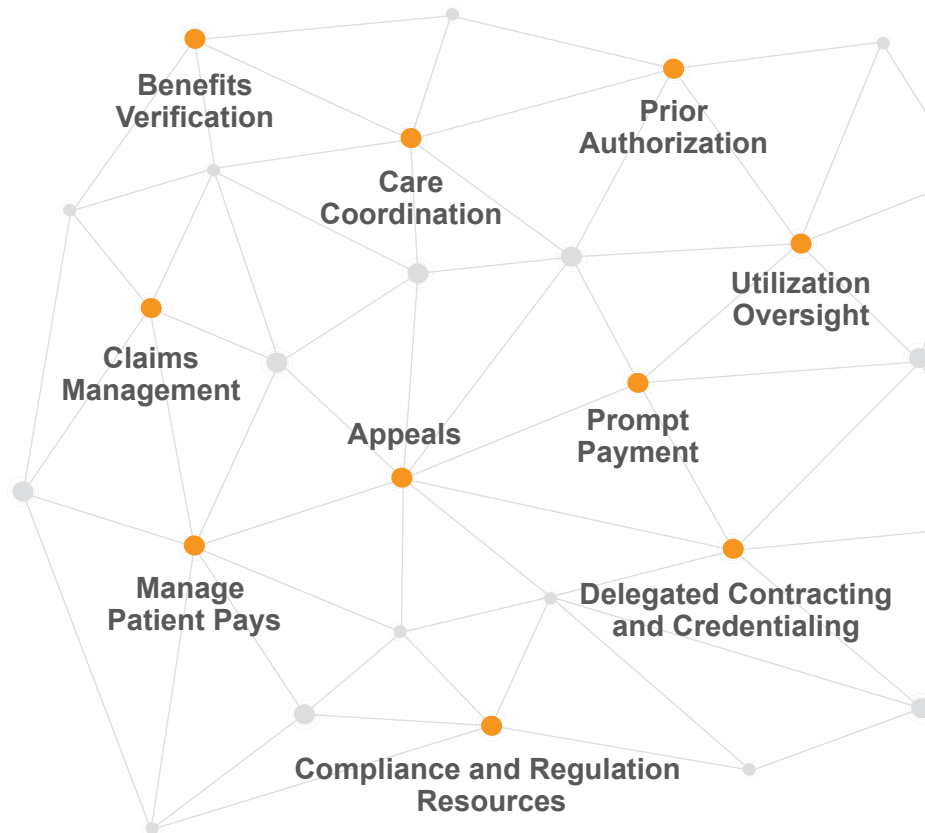 Benefits
Verification
Prior
Authorization
Care
Coordination
Utilization
Oversight
Claims
Management
Appeals
Prompt
Payment
Manage
Patient Pays
Delegated Contracting
and Credentialing
Compliance and Regulation
Resources